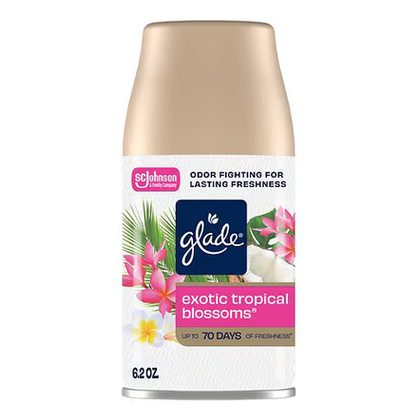 SC Johnson
A Family Company
ODOR FIGHTING FOR
LASTING FRESHNESS
glade®
exotic tropical
blossoms®
UP TO 70 DAYS OF FRESHNESS*
6.2 OZ.